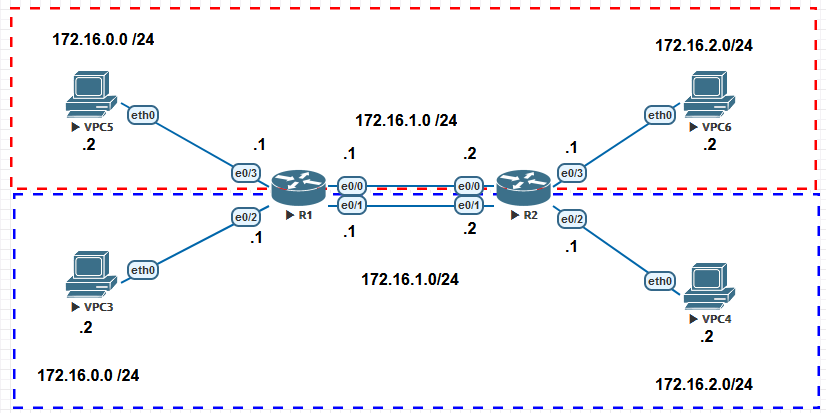 172.16.0.0 /24
172.16.2.0/24
eth0
VPC5
.2
172.16.1.0 /24
eth0
VPC6
.2
.1
e0/3
.1
.2
.1
e0/3
e0/0
e0/0
R1
e0/1
e0/1
R2
e0/2
.1
.1
.2
e0/2
.1
eth0
VPC3
.2
172.16.1.0/24
eth0
VPC4
.2
172.16.0.0 /24
172.16.2.0/24